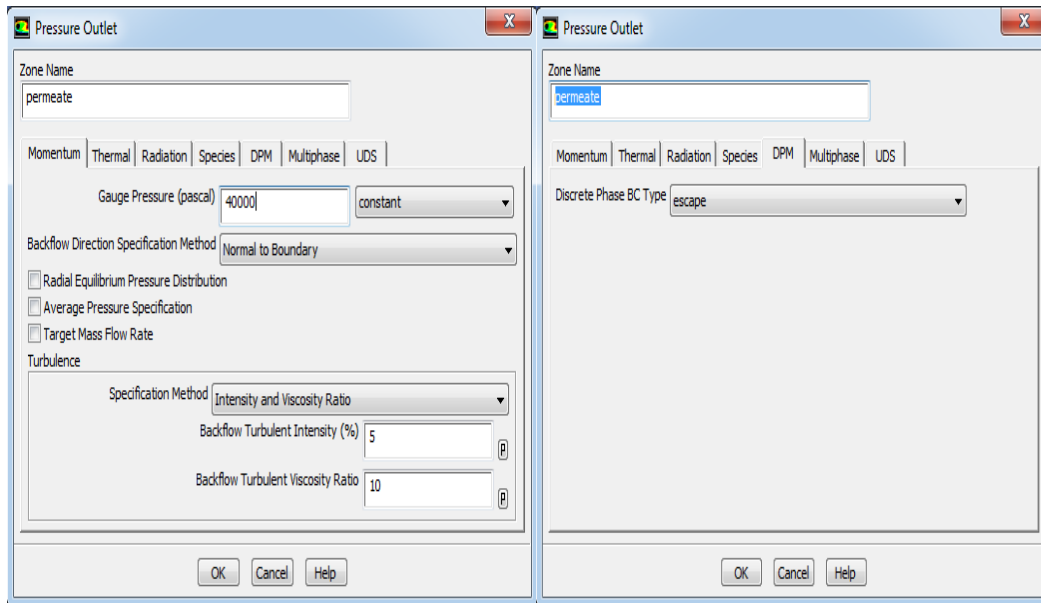 Pressure Outlet
X
Zone Name
permeate
Momentum Thermal Radiation Species DPM Multiphase UDS
Gauge Pressure (pascal) 40000 constant
Backflow Direction Specification Method Normal to Boundary
Radial Equilibrium Pressure Distribution
Average Pressure Specification
Target Mass Flow Rate
Turbulence
Specification Method Intensity and Viscosity Ratio
Backflow Turbulent Intensity (%) 5 P
Backflow Turbulent Viscosity Ratio 10 P
OK Cancel Help
Pressure Outlet
X
Zone Name
permeate
Momentum Thermal Radiation Species DPM Multiphase UDS
Discrete Phase BC Type escape
OK Cancel Help